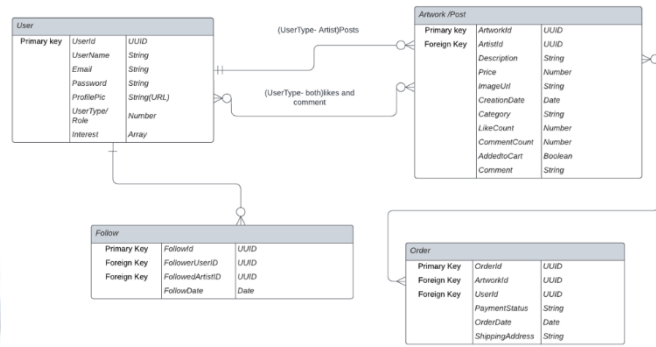 User
Primary key UserId UUID
UserName String
Email String
Password String
ProfilePic String(URL)
UserType/
Role Number
Interest Array
(UserType- Artist)Posts
(UserType- both)likes and
comment
Artwork /Post
Primary key ArtworkId UUID
Foreign Key ArtistId UUID
Description String
Price Number
ImageUrl String
CreationDate Date
Category String
LikeCount Number
CommentCount Number
AddedtoCart Boolean
Comment String
Follow
Primary Key FollowId UUID
Foreign Key FollowerUserID UUID
Foreign Key FollowedArtistID UUID
FollowDate Date
Order
Primary Key OrderId UUID
Foreign Key ArtworkId UUID
Foreign Key UserId UUID
PaymentStatus String
OrderDate Date
ShippingAddress String